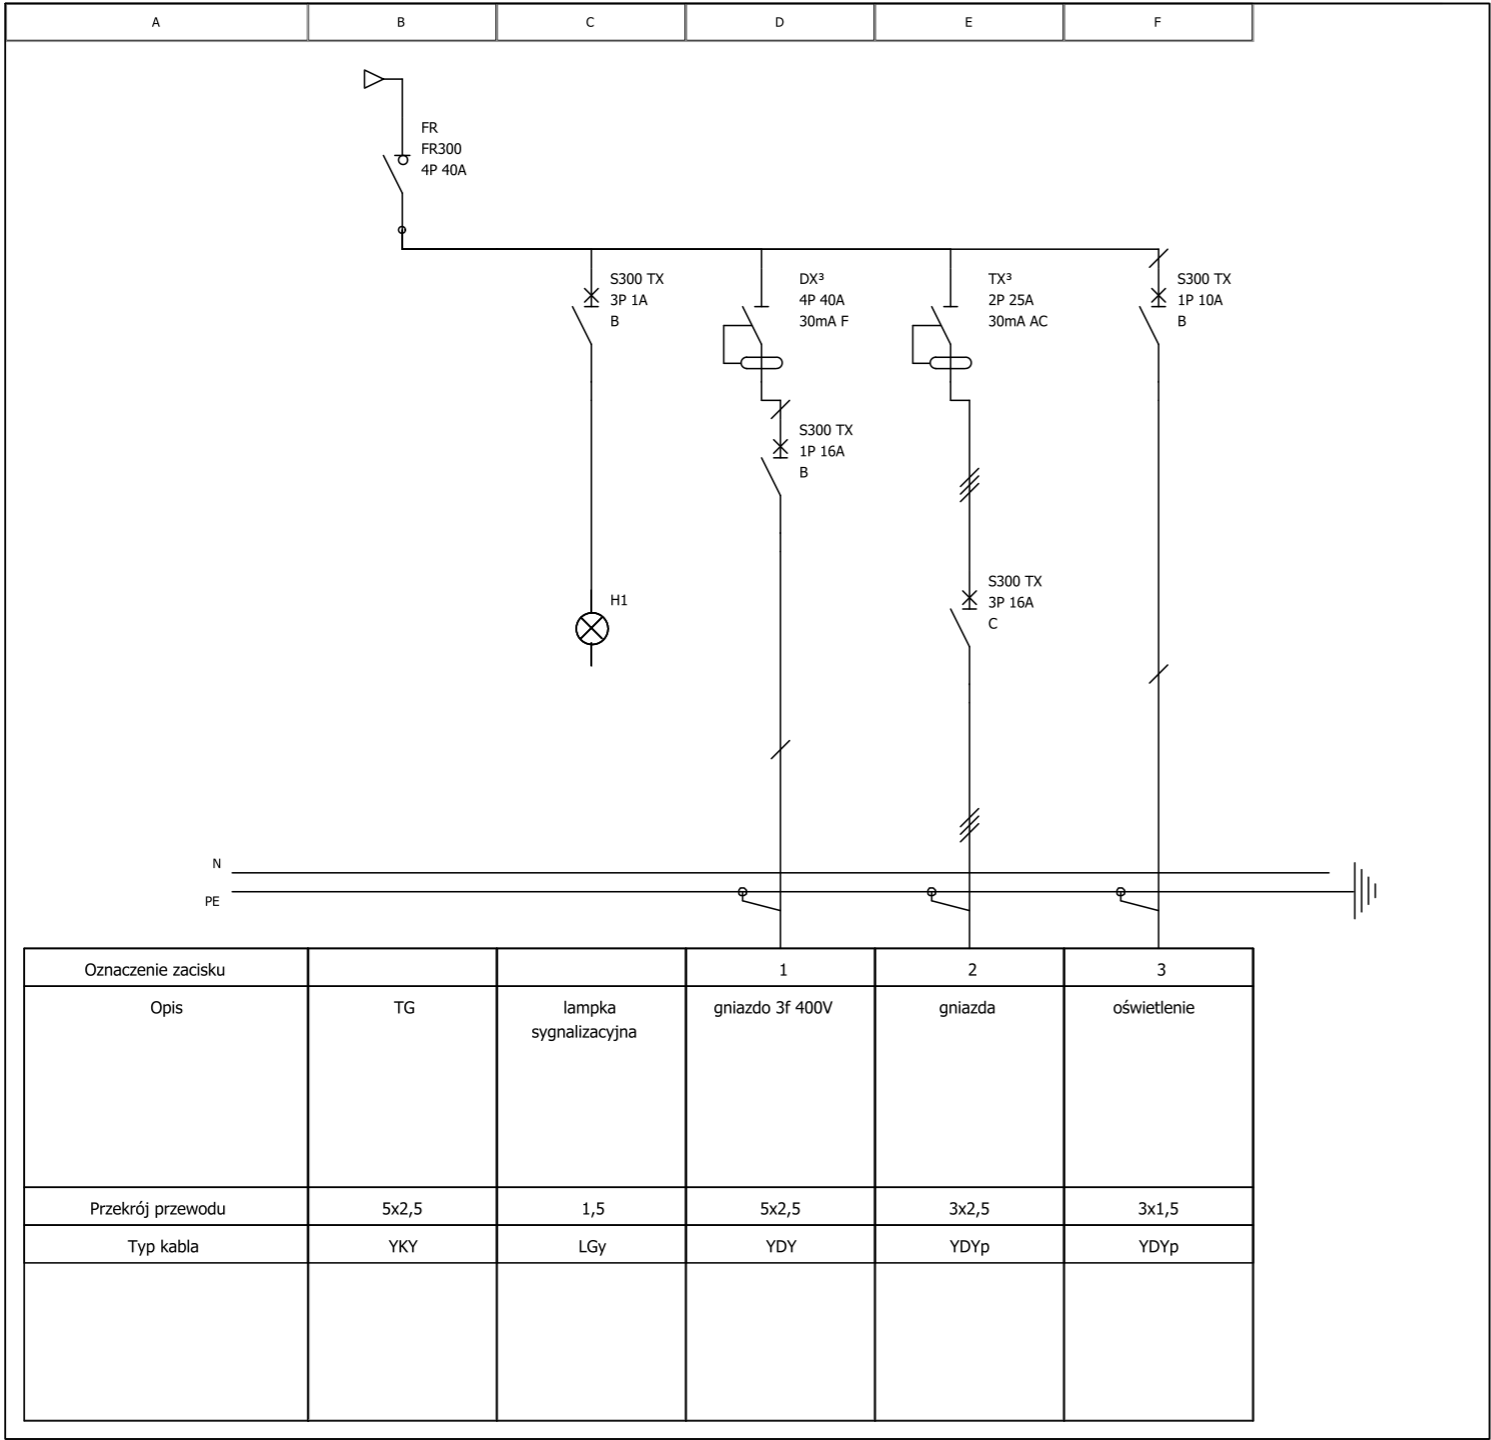 A B C D E F
FR
FR300
4P 40A
S300 TX
3P 1A
B
DX³
4P 40A
30mA F
TX³
2P 25A
30mA AC
S300 TX
1P 10A
B
S300 TX
1P 16A
B
S300 TX
3P 16A
C
H1
N
PE
Oznaczenie zacisku 1 2 3
Opis TG lampka gniazdo 3f 400V gniazda oświetlenie
sygnalizacyjna
Przekrój przewodu 5x2,5 1,5 5x2,5 3x2,5 3x1,5
Typ kabla YKY LGy YDY YDYp YDYp